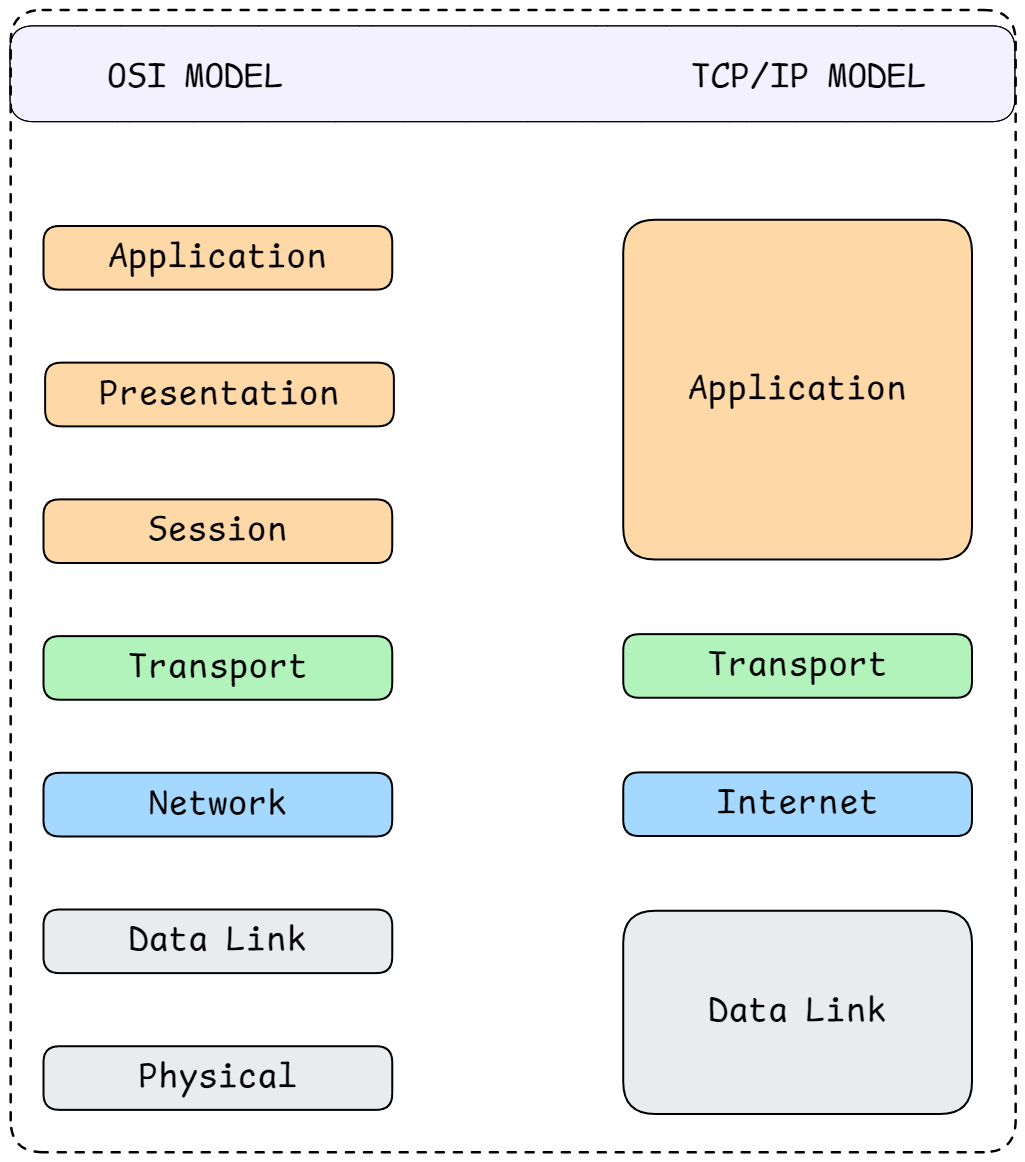 OSI MODEL
TCP/IP MODEL
Application
Presentation
Session
Transport
Network
Data Link
Physical
Application
Transport
Internet
Data Link